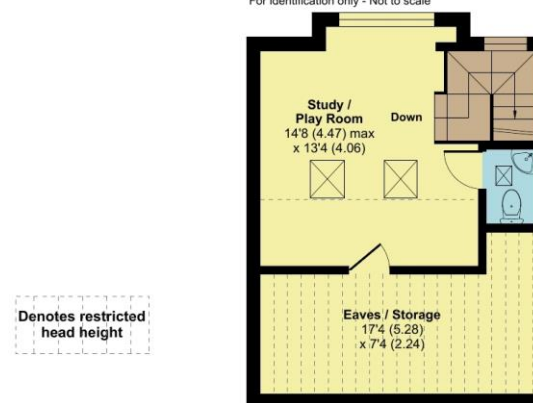 For identification only - Not to scale
Study /
Play Room
14'8 (4.47) max
x 13'4 (4.06)
Down
Eaves / Storage
17'4 (5.28)
x 7'4 (2.24)
Denotes restricted
head height